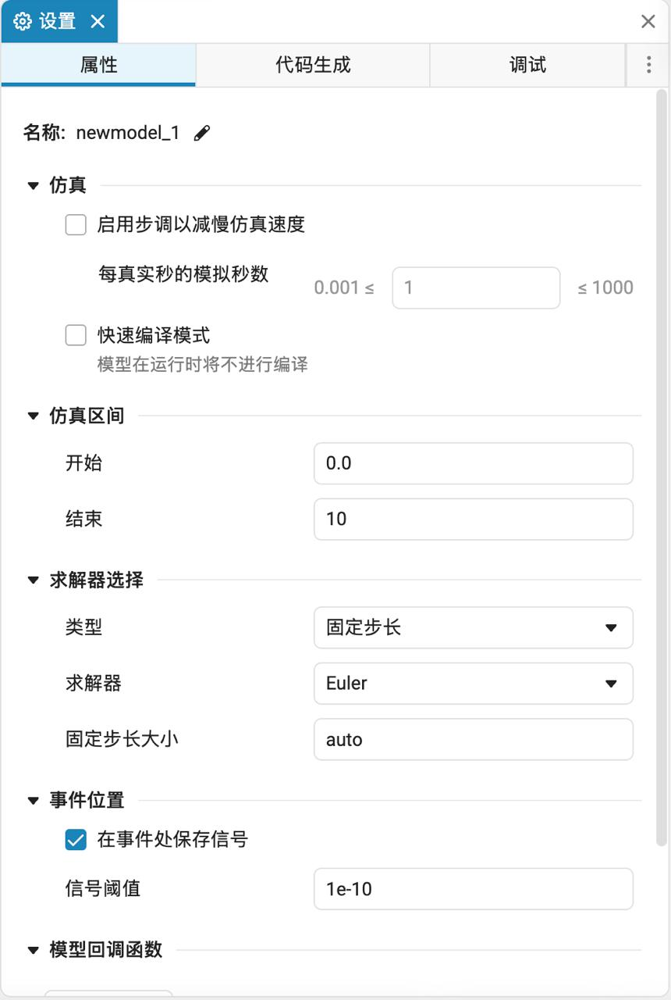 设置
属性 代码生成 调试
名称: newmodel_1
仿真
启用步调以减慢仿真速度
每真实秒的模拟秒数 0.001 ≤ 1 ≤ 1000
快速编译模式
模型在运行时将不进行编译
仿真区间
开始 0.0
结束 10
求解器选择
类型 固定步长
求解器 Euler
固定步长大小 auto
事件位置
在事件处保存信号
信号阈值 1e-10
模型回调函数